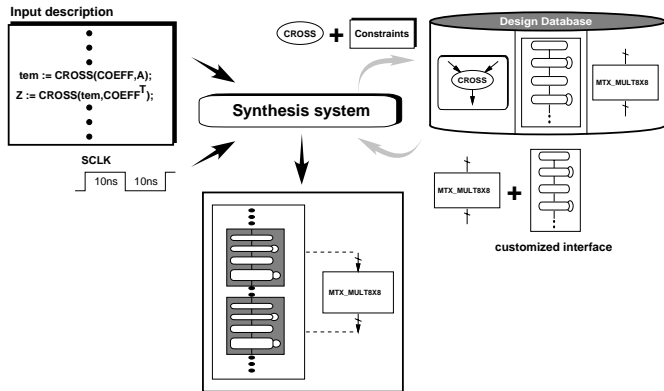 Input description
tem := CROSS(COEFF,A);
Z := CROSS(tem,COEFFᵀ);
SCLK
10ns 10ns
CROSS + Constraints
Synthesis system
Design Database
CROSS
MTX_MULT8X8
MTX_MULT8X8 +
customized interface
MTX_MULT8X8